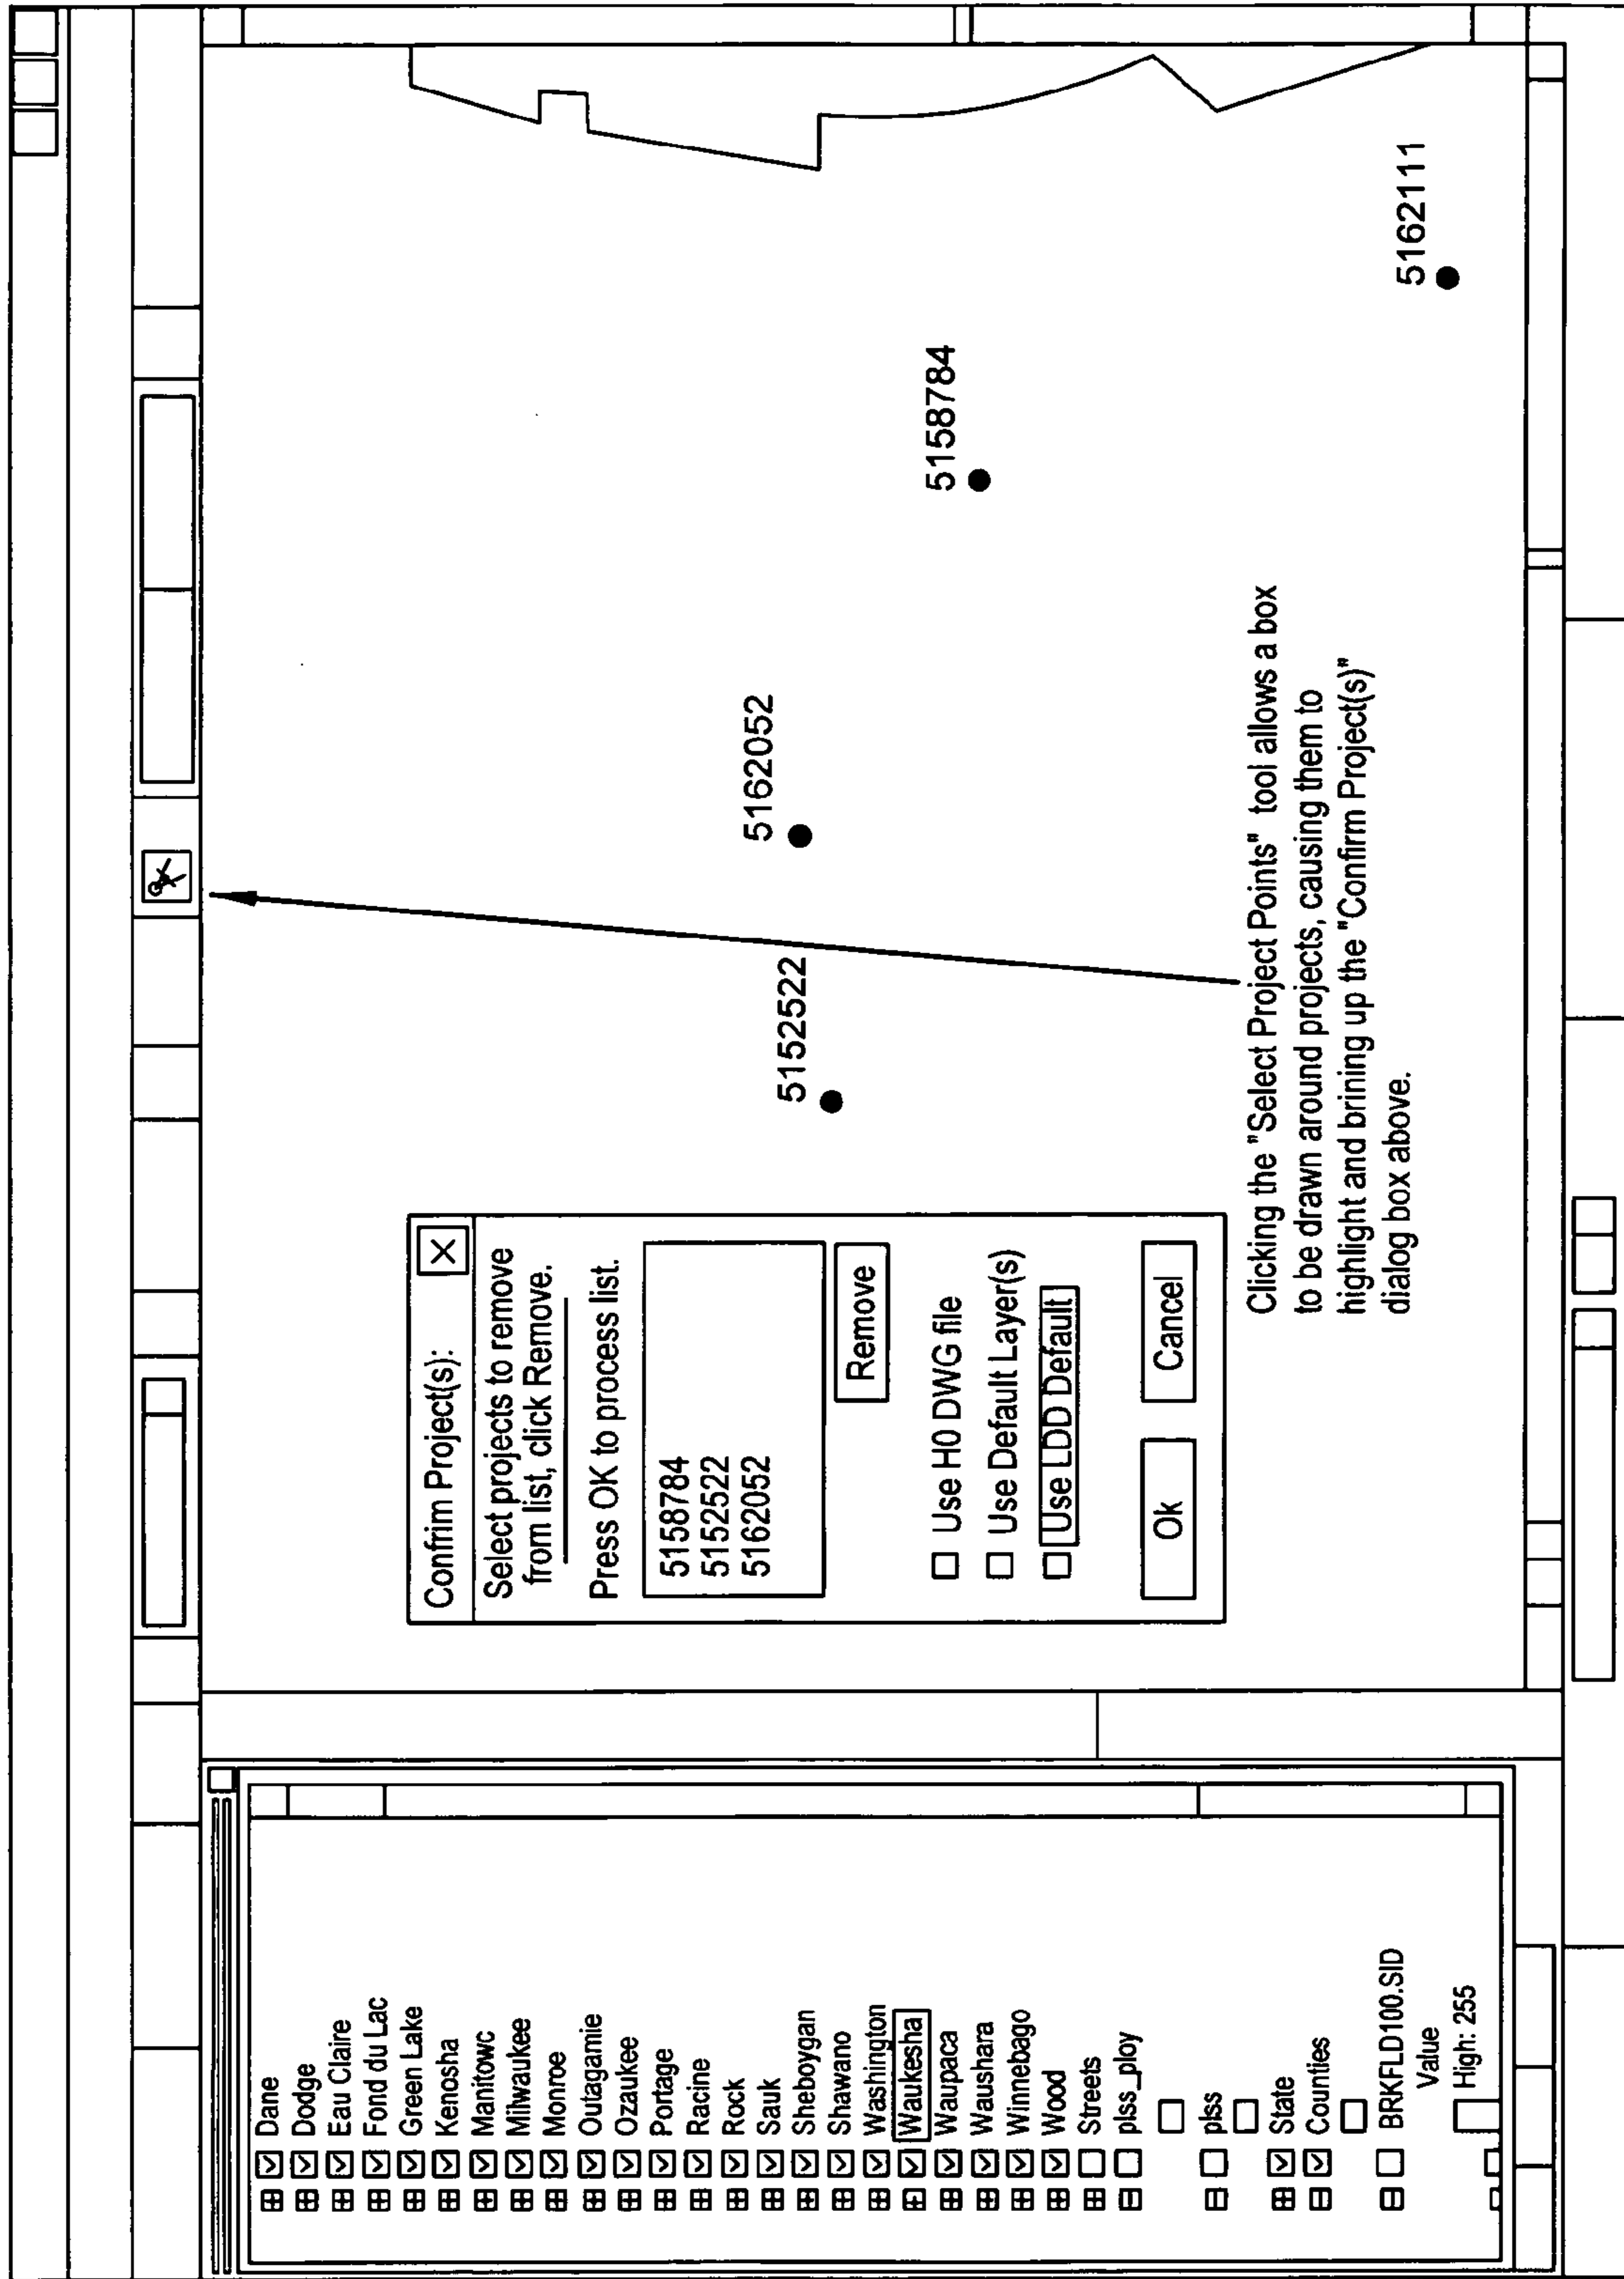 Dane
Dodge
Eau Claire
Fond du Lac
Green Lake
Kenosha
Manitowc
Milwaukee
Monroe
Outagamie
Ozaukee
Portage
Racine
Rock
Sauk
Sheboygan
Shawano
Washington
Waukesha
Waupaca
Waushara
Winnebago
Wood
Streets
plss_ploy
plss
State
Counties
BRKFLD100.SID
Value
High: 255
Confrim Project(s):
Select projects to remove
from list, click Remove.
Press OK to process list.
5158784
5152522
5162052
Remove
Use H0 DWG file
Use Default Layer(s)
Use LDD Default
Ok
Cancel
5152522
5162052
5158784
5162111
Clicking the "Select Project Points" tool allows a box
to be drawn around projects, causing them to
highlight and brining up the "Confirm Project(s)"
dialog box above.